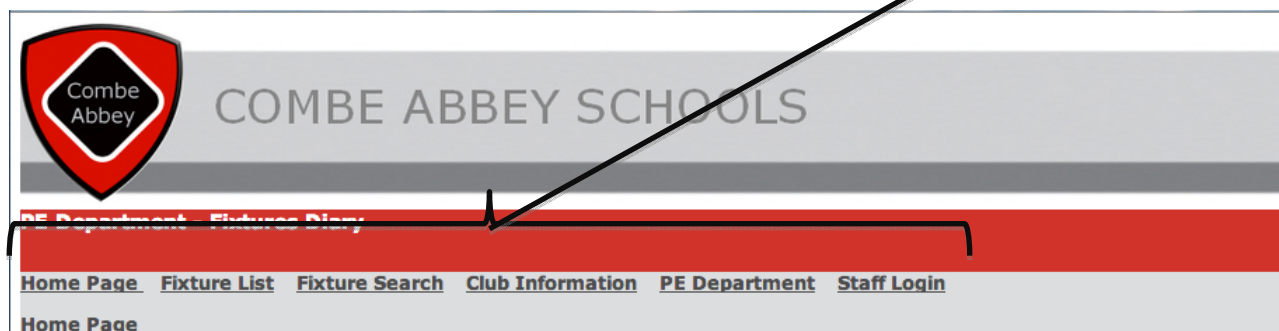 Combe
Abbey
COMBE ABBEY SCHOOLS
PE Department - Fixtures Diary
Home Page Fixture List Fixture Search Club Information PE Department Staff Login
Home Page